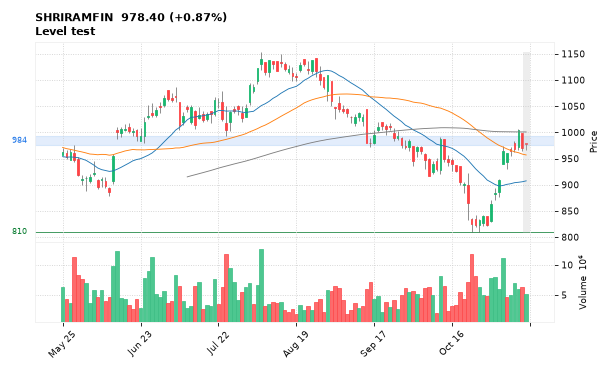 SHRIRAMFIN 978.40 (+0.87%)
Level test
1150
1100
1050
1000
984
950
900
850
810
800
Price
10
5
Volume 10⁴
May 25
Jun 23
Jul 22
Aug 19
Sep 17
Oct 16